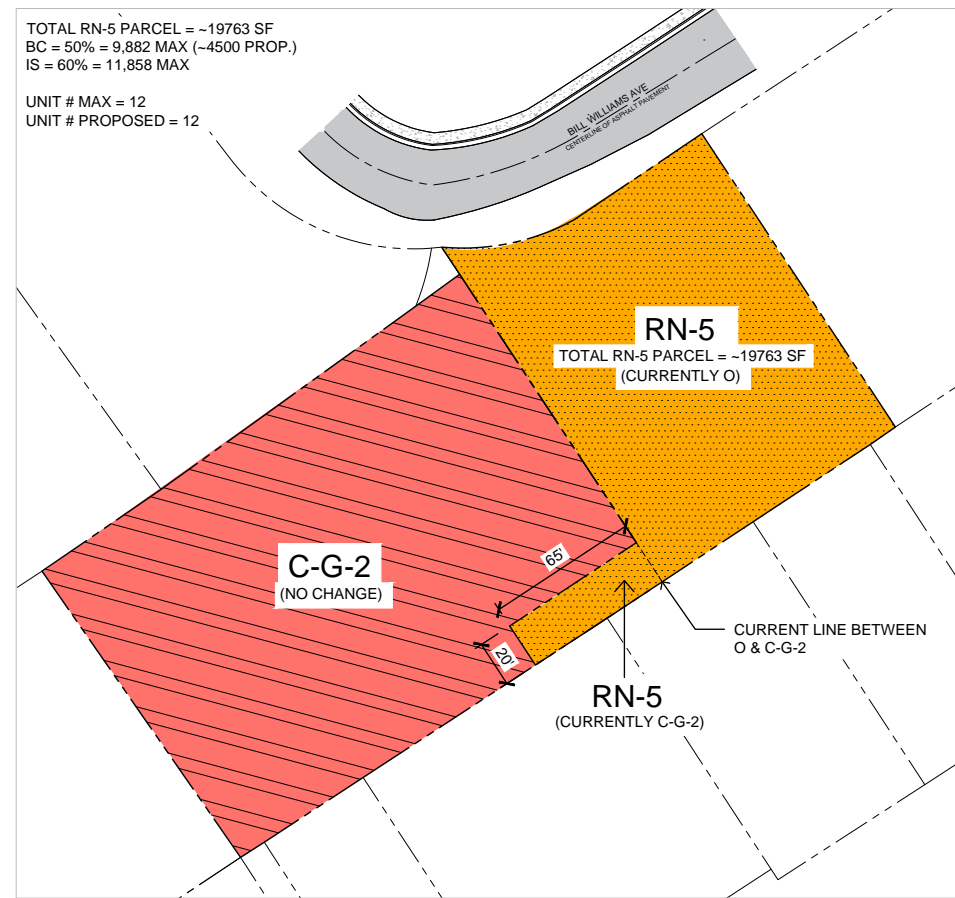 TOTAL RN-5 PARCEL = ~19763 SF
BC = 50% = 9,882 MAX (~4500 PROP.)
IS = 60% = 11,858 MAX
UNIT # MAX = 12
UNIT # PROPOSED = 12
BILL WILLIAMS AVE
CENTERLINE OF ASPHALT PAVEMENT
RN-5
TOTAL RN-5 PARCEL = ~19763 SF
(CURRENTLY O)
C-G-2
(NO CHANGE)
65'
20'
CURRENT LINE BETWEEN
O & C-G-2
RN-5
(CURRENTLY C-G-2)